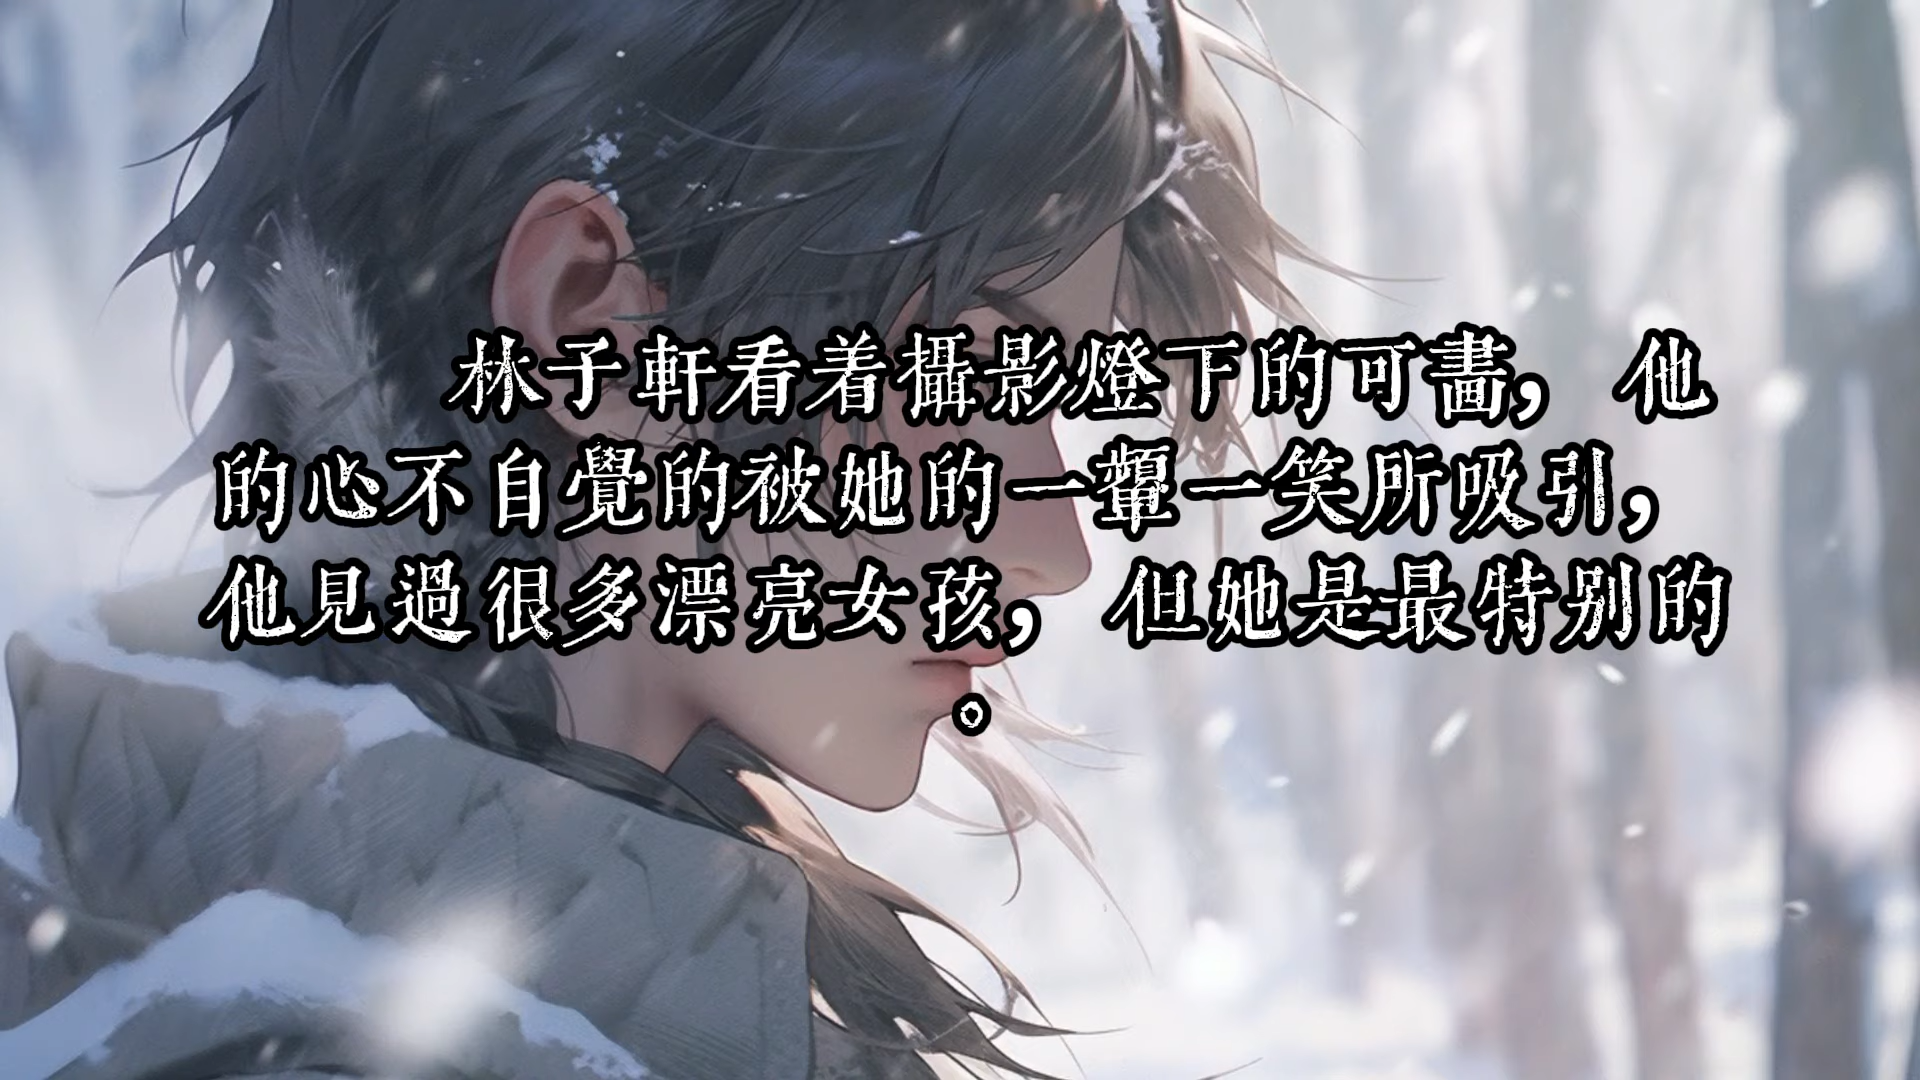 林子軒看着攝影燈下的可畵，他
的心不自覺的被她的一顰一笑所吸引，
他見過很多漂亮女孩，但她是最特别的
。